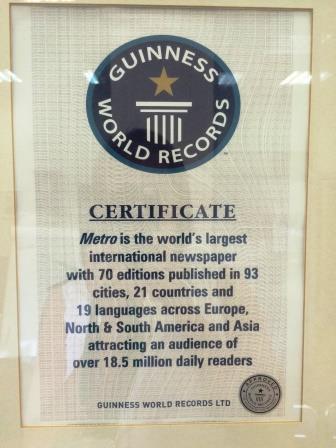 GUINNESS
WORLD RECORDS
TM
CERTIFICATE
Metro is the world's largest
international newspaper
with 70 editions published in 93
cities, 21 countries and
19 languages across Europe,
North & South America and Asia
attracting an audience of
over 18.5 million daily readers
GUINNESS WORLD RECORDS LTD
APPROVED